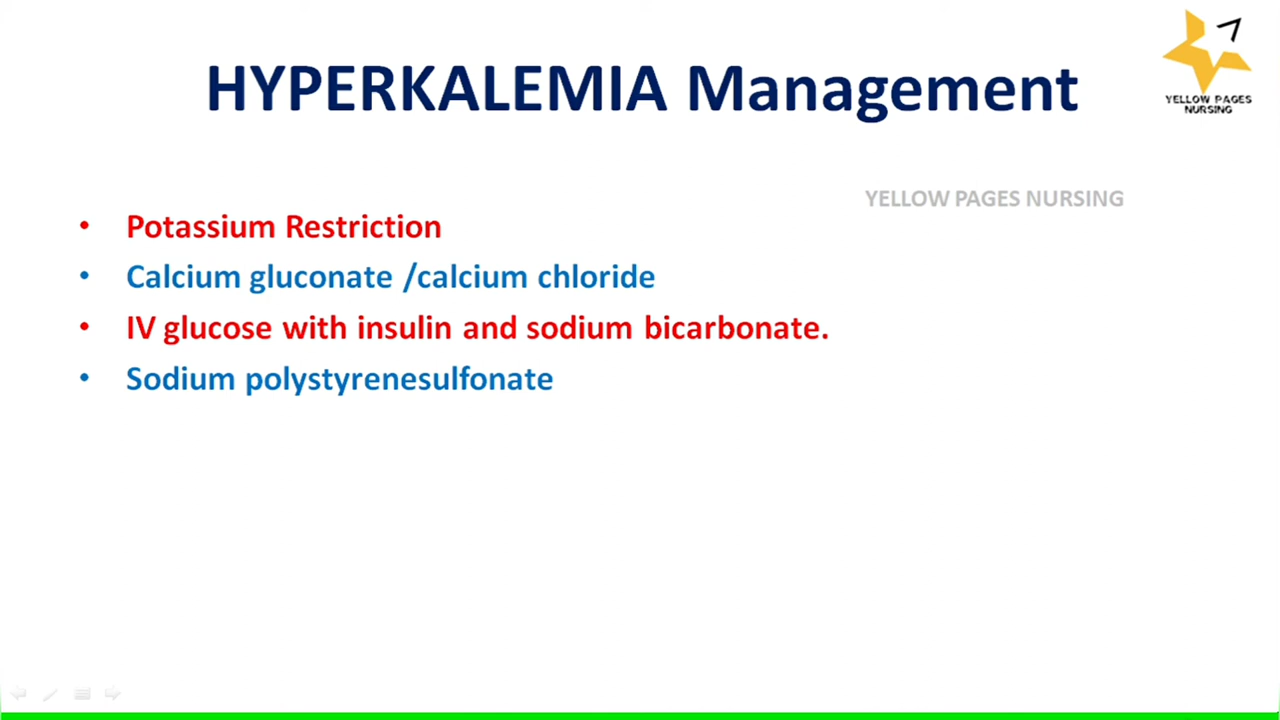 HYPERKALEMIA Management
YELLOW PAGES
NURSING
YELLOW PAGES NURSING
• Potassium Restriction
• Calcium gluconate /calcium chloride
• IV glucose with insulin and sodium bicarbonate.
• Sodium polystyrenesulfonate